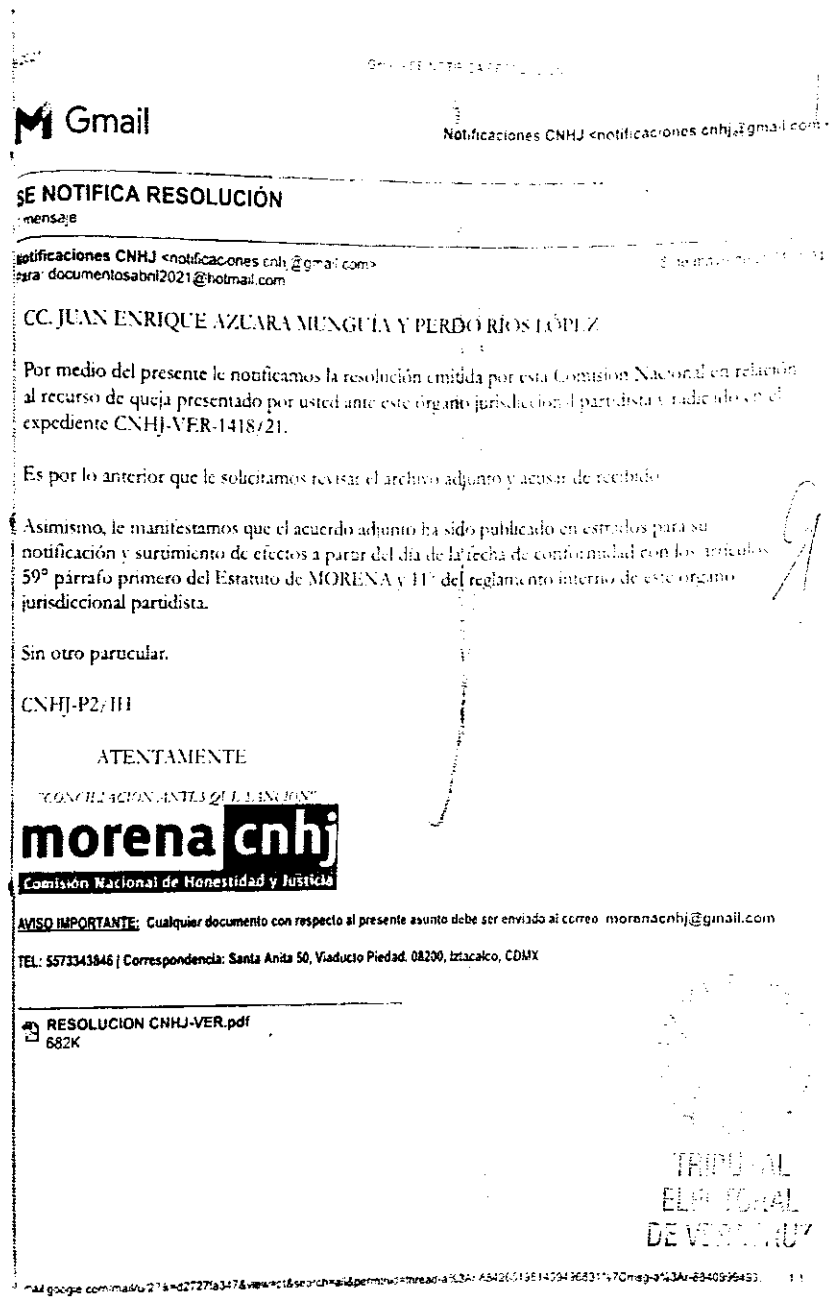 Gmail
Notificaciones CNHJ <notificaciones.cnhj@gmail.com>
SE NOTIFICA RESOLUCIÓN
mensaje
Notificaciones CNHJ <notificaciones.cnhj@gmail.com>
Para: documentosabnl2021@hotmail.com
CC. JUAN ENRIQUE AZUARA MUNGUÍA Y PERDO RÍOS LÓPEZ
Por medio del presente le notificamos la resolución emitida por esta Comisión Nacional en relación
al recurso de queja presentado por usted ante este órgano jurisdiccional partidista y radicado en el
expediente CNHJ-VER-1418/21.
Es por lo anterior que le solicitamos revisar el archivo adjunto y acusar de recibido
Asimismo, le manifestamos que el acuerdo adjunto ha sido publicado en estrados para su
notificación y surtimiento de efectos a partir del día de la fecha de conformidad con los artículos
59° párrafo primero del Estatuto de MORENA y 11° del reglamento interno de este órgano
jurisdiccional partidista.
Sin otro particular.
CNHJ-P2/
ATENTAMENTE
"CONCILIACION ANTES QUE SANCION"
morena cnhj
Comisión Nacional de Honestidad y Justicia
AVISO IMPORTANTE: Cualquier documento con respecto al presente asunto debe ser enviado al correo morenacnhj@gmail.com
TEL: 5573343846 | Correspondencia: Santa Anita 50, Viaducto Piedad, 08200, Iztacalco, CDMX
RESOLUCION CNHJ-VER.pdf
682K
TRIBUNAL
ELECTORAL
DE VERACRUZ